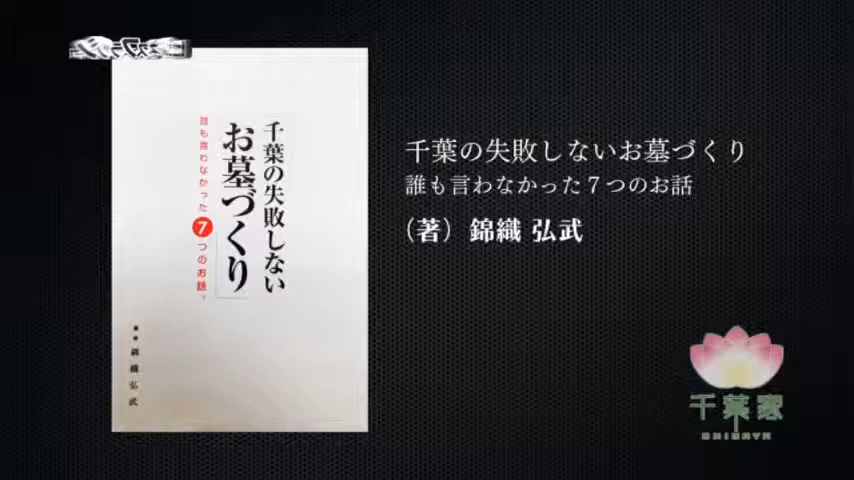 千葉の失敗しない
お墓づくり
誰も言わなかった7つのお話。
錦織弘武
千葉の失敗しないお墓づくり
誰も言わなかった７つのお話
（著）錦織 弘武
千葉家